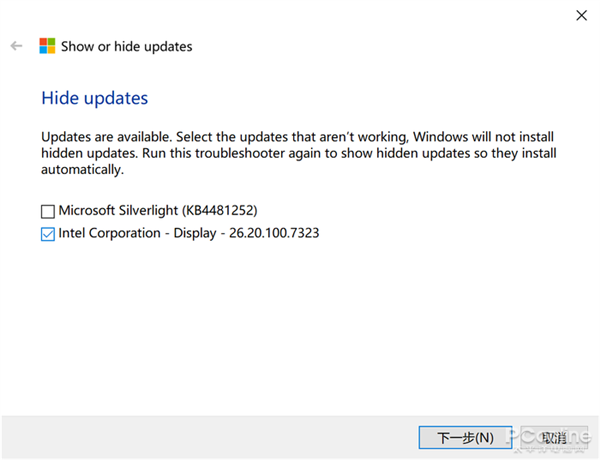 Show or hide updates
Hide updates
Updates are available. Select the updates that aren't working, Windows will not install
hidden updates. Run this troubleshooter again to show hidden updates so they install
automatically.
Microsoft Silverlight (KB4481252)
Intel Corporation - Display - 26.20.100.7323
下一步(N)
取消